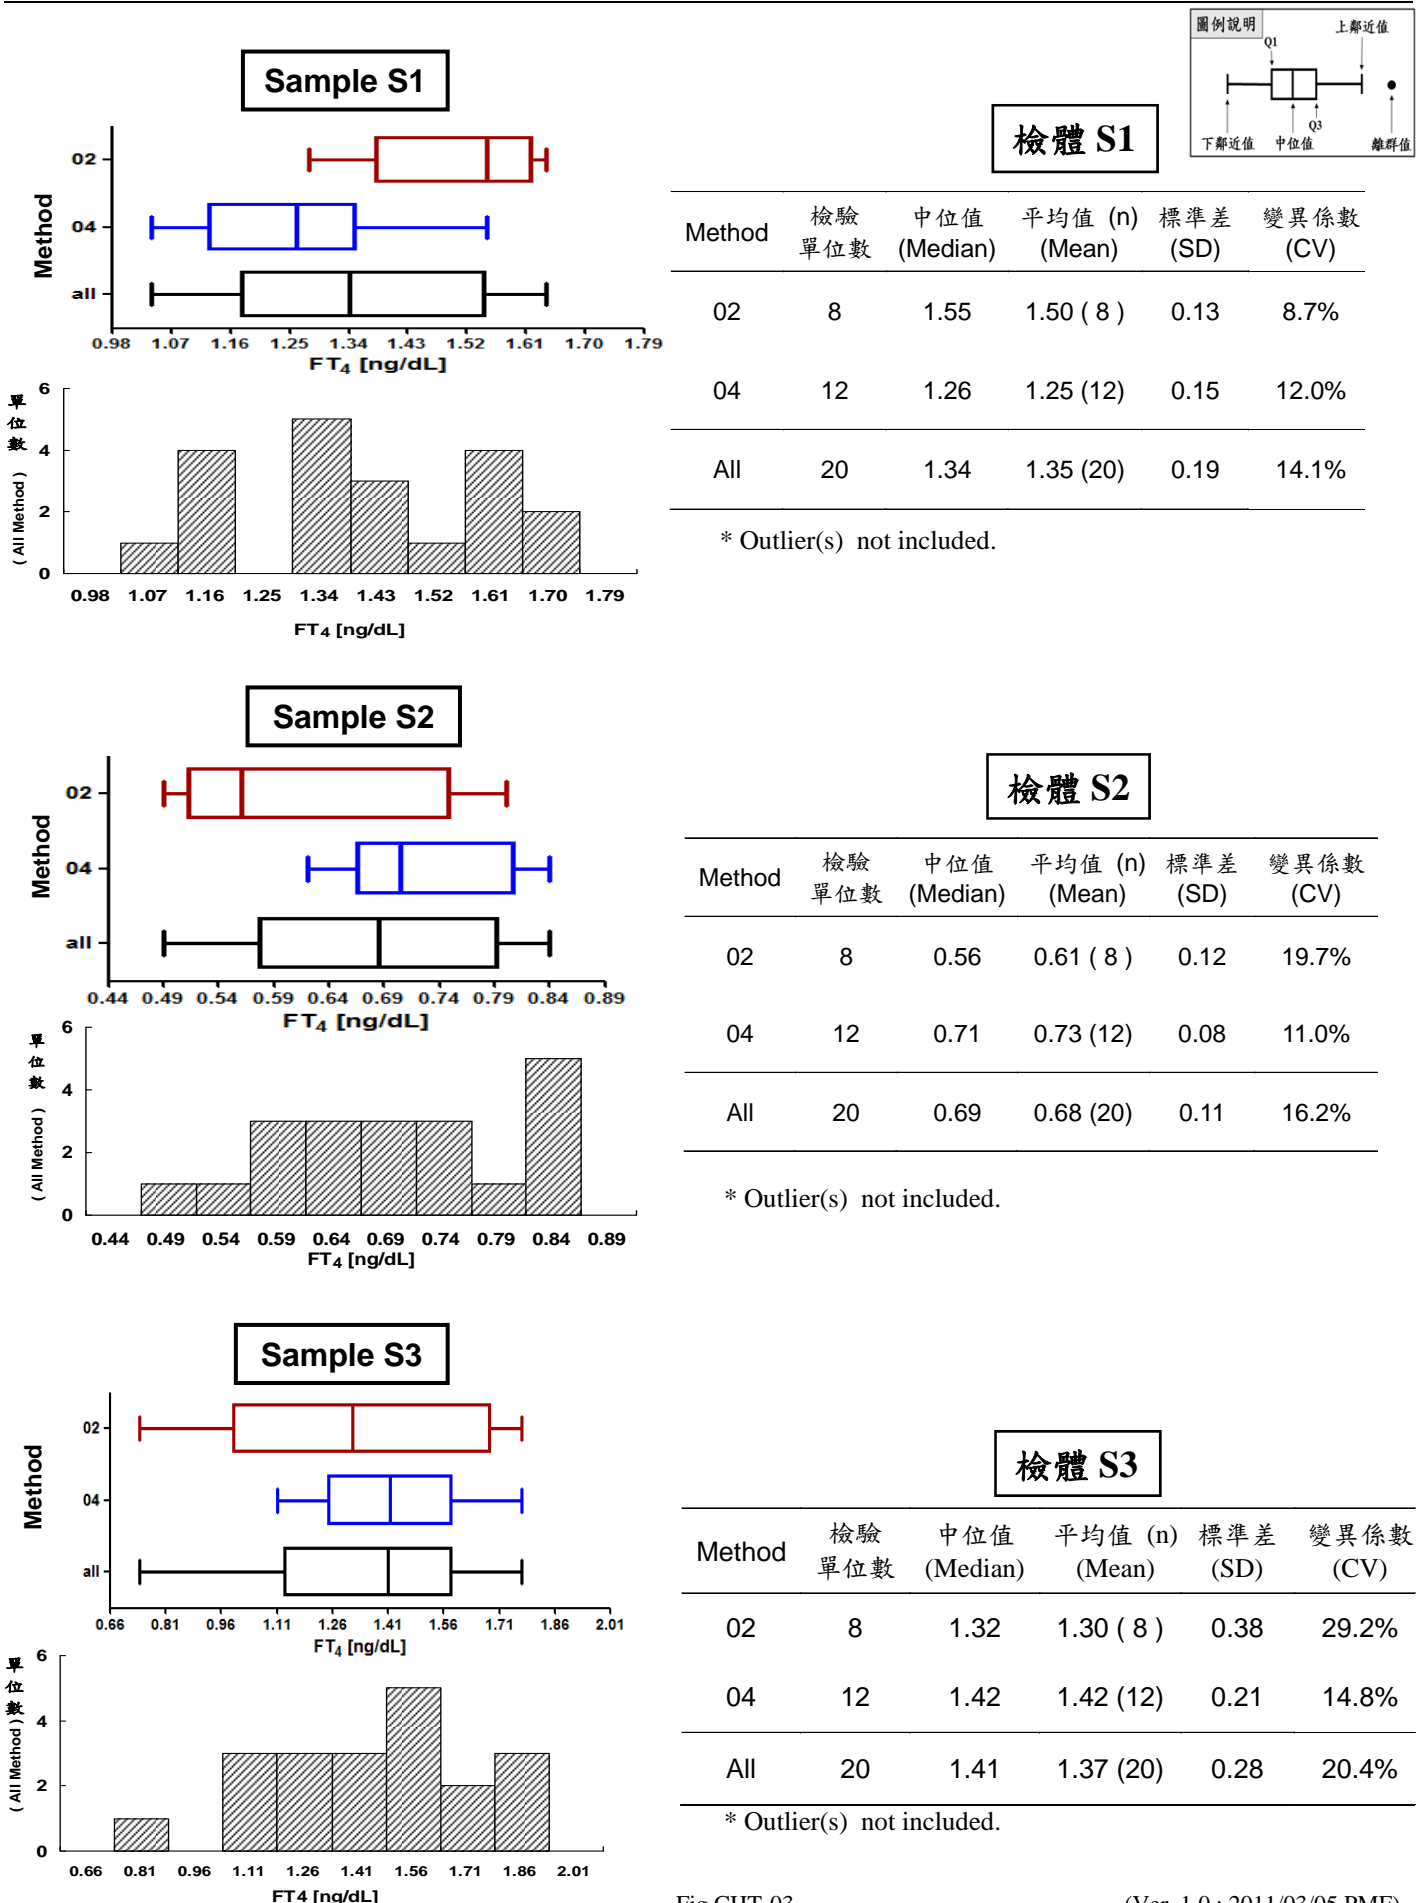 圖例說明
Q1
上鄰近值
Q3
下鄰近值 中位值 離群值
Sample S1
Method
02
04
all
0.98 1.07 1.16 1.25 1.34 1.43 1.52 1.61 1.70 1.79
FT4 [ng/dL]
單位數
( All Method )
6
4
2
0
0.98 1.07 1.16 1.25 1.34 1.43 1.52 1.61 1.70 1.79
FT4 [ng/dL]
檢體 S1
Method 檢驗 中位值 平均值 (n) 標準差 變異係數
單位數 (Median) (Mean) (SD) (CV)
02 8 1.55 1.50 ( 8 ) 0.13 8.7%
04 12 1.26 1.25 (12) 0.15 12.0%
All 20 1.34 1.35 (20) 0.19 14.1%
* Outlier(s) not included.
Sample S2
Method
02
04
all
0.44 0.49 0.54 0.59 0.64 0.69 0.74 0.79 0.84 0.89
FT4 [ng/dL]
單位數
( All Method )
6
4
2
0
0.44 0.49 0.54 0.59 0.64 0.69 0.74 0.79 0.84 0.89
FT4 [ng/dL]
檢體 S2
Method 檢驗 中位值 平均值 (n) 標準差 變異係數
單位數 (Median) (Mean) (SD) (CV)
02 8 0.56 0.61 ( 8 ) 0.12 19.7%
04 12 0.71 0.73 (12) 0.08 11.0%
All 20 0.69 0.68 (20) 0.11 16.2%
* Outlier(s) not included.
Sample S3
Method
02
04
all
0.66 0.81 0.96 1.11 1.26 1.41 1.56 1.71 1.86 2.01
FT4 [ng/dL]
單位數
( All Method )
6
4
2
0
0.66 0.81 0.96 1.11 1.26 1.41 1.56 1.71 1.86 2.01
FT4 [ng/dL]
檢體 S3
Method 檢驗 中位值 平均值 (n) 標準差 變異係數
單位數 (Median) (Mean) (SD) (CV)
02 8 1.32 1.30 ( 8 ) 0.38 29.2%
04 12 1.42 1.42 (12) 0.21 14.8%
All 20 1.41 1.37 (20) 0.28 20.4%
* Outlier(s) not included.
Fig CHT-03 (Ver. 1.0 : 2011/03/05 PME)